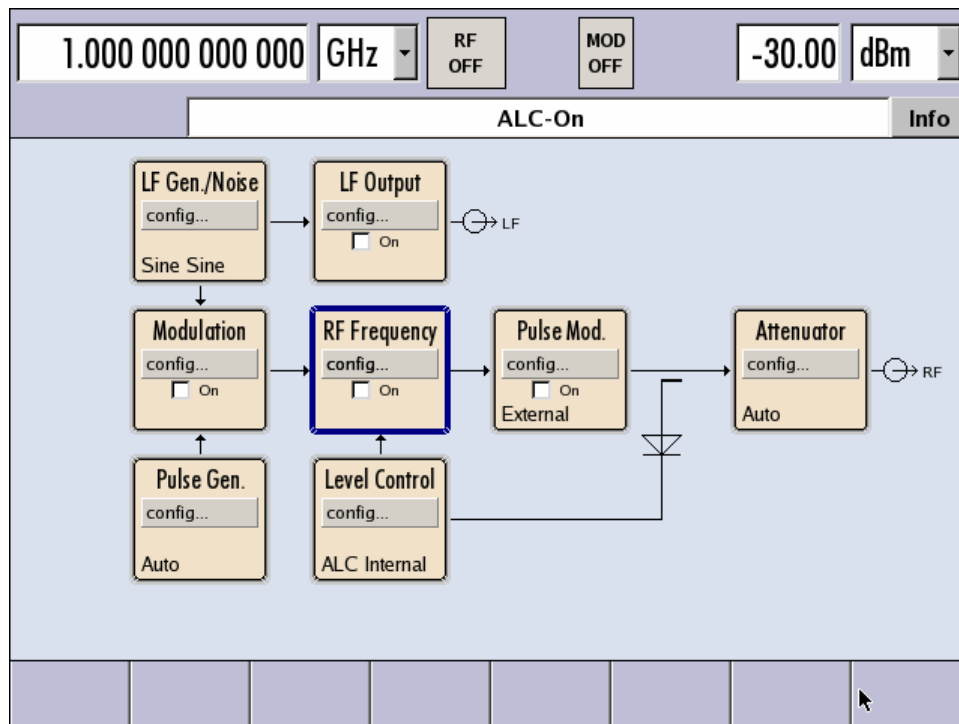 1.000 000 000 000 GHz RF OFF MOD OFF -30.00 dBm
ALC-On Info
LF Gen./Noise
config...
Sine Sine
LF Output
config...
On
LF
Modulation
config...
On
RF Frequency
config...
On
Pulse Mod.
config...
On
External
Attenuator
config...
Auto
RF
Pulse Gen.
config...
Auto
Level Control
config...
ALC Internal